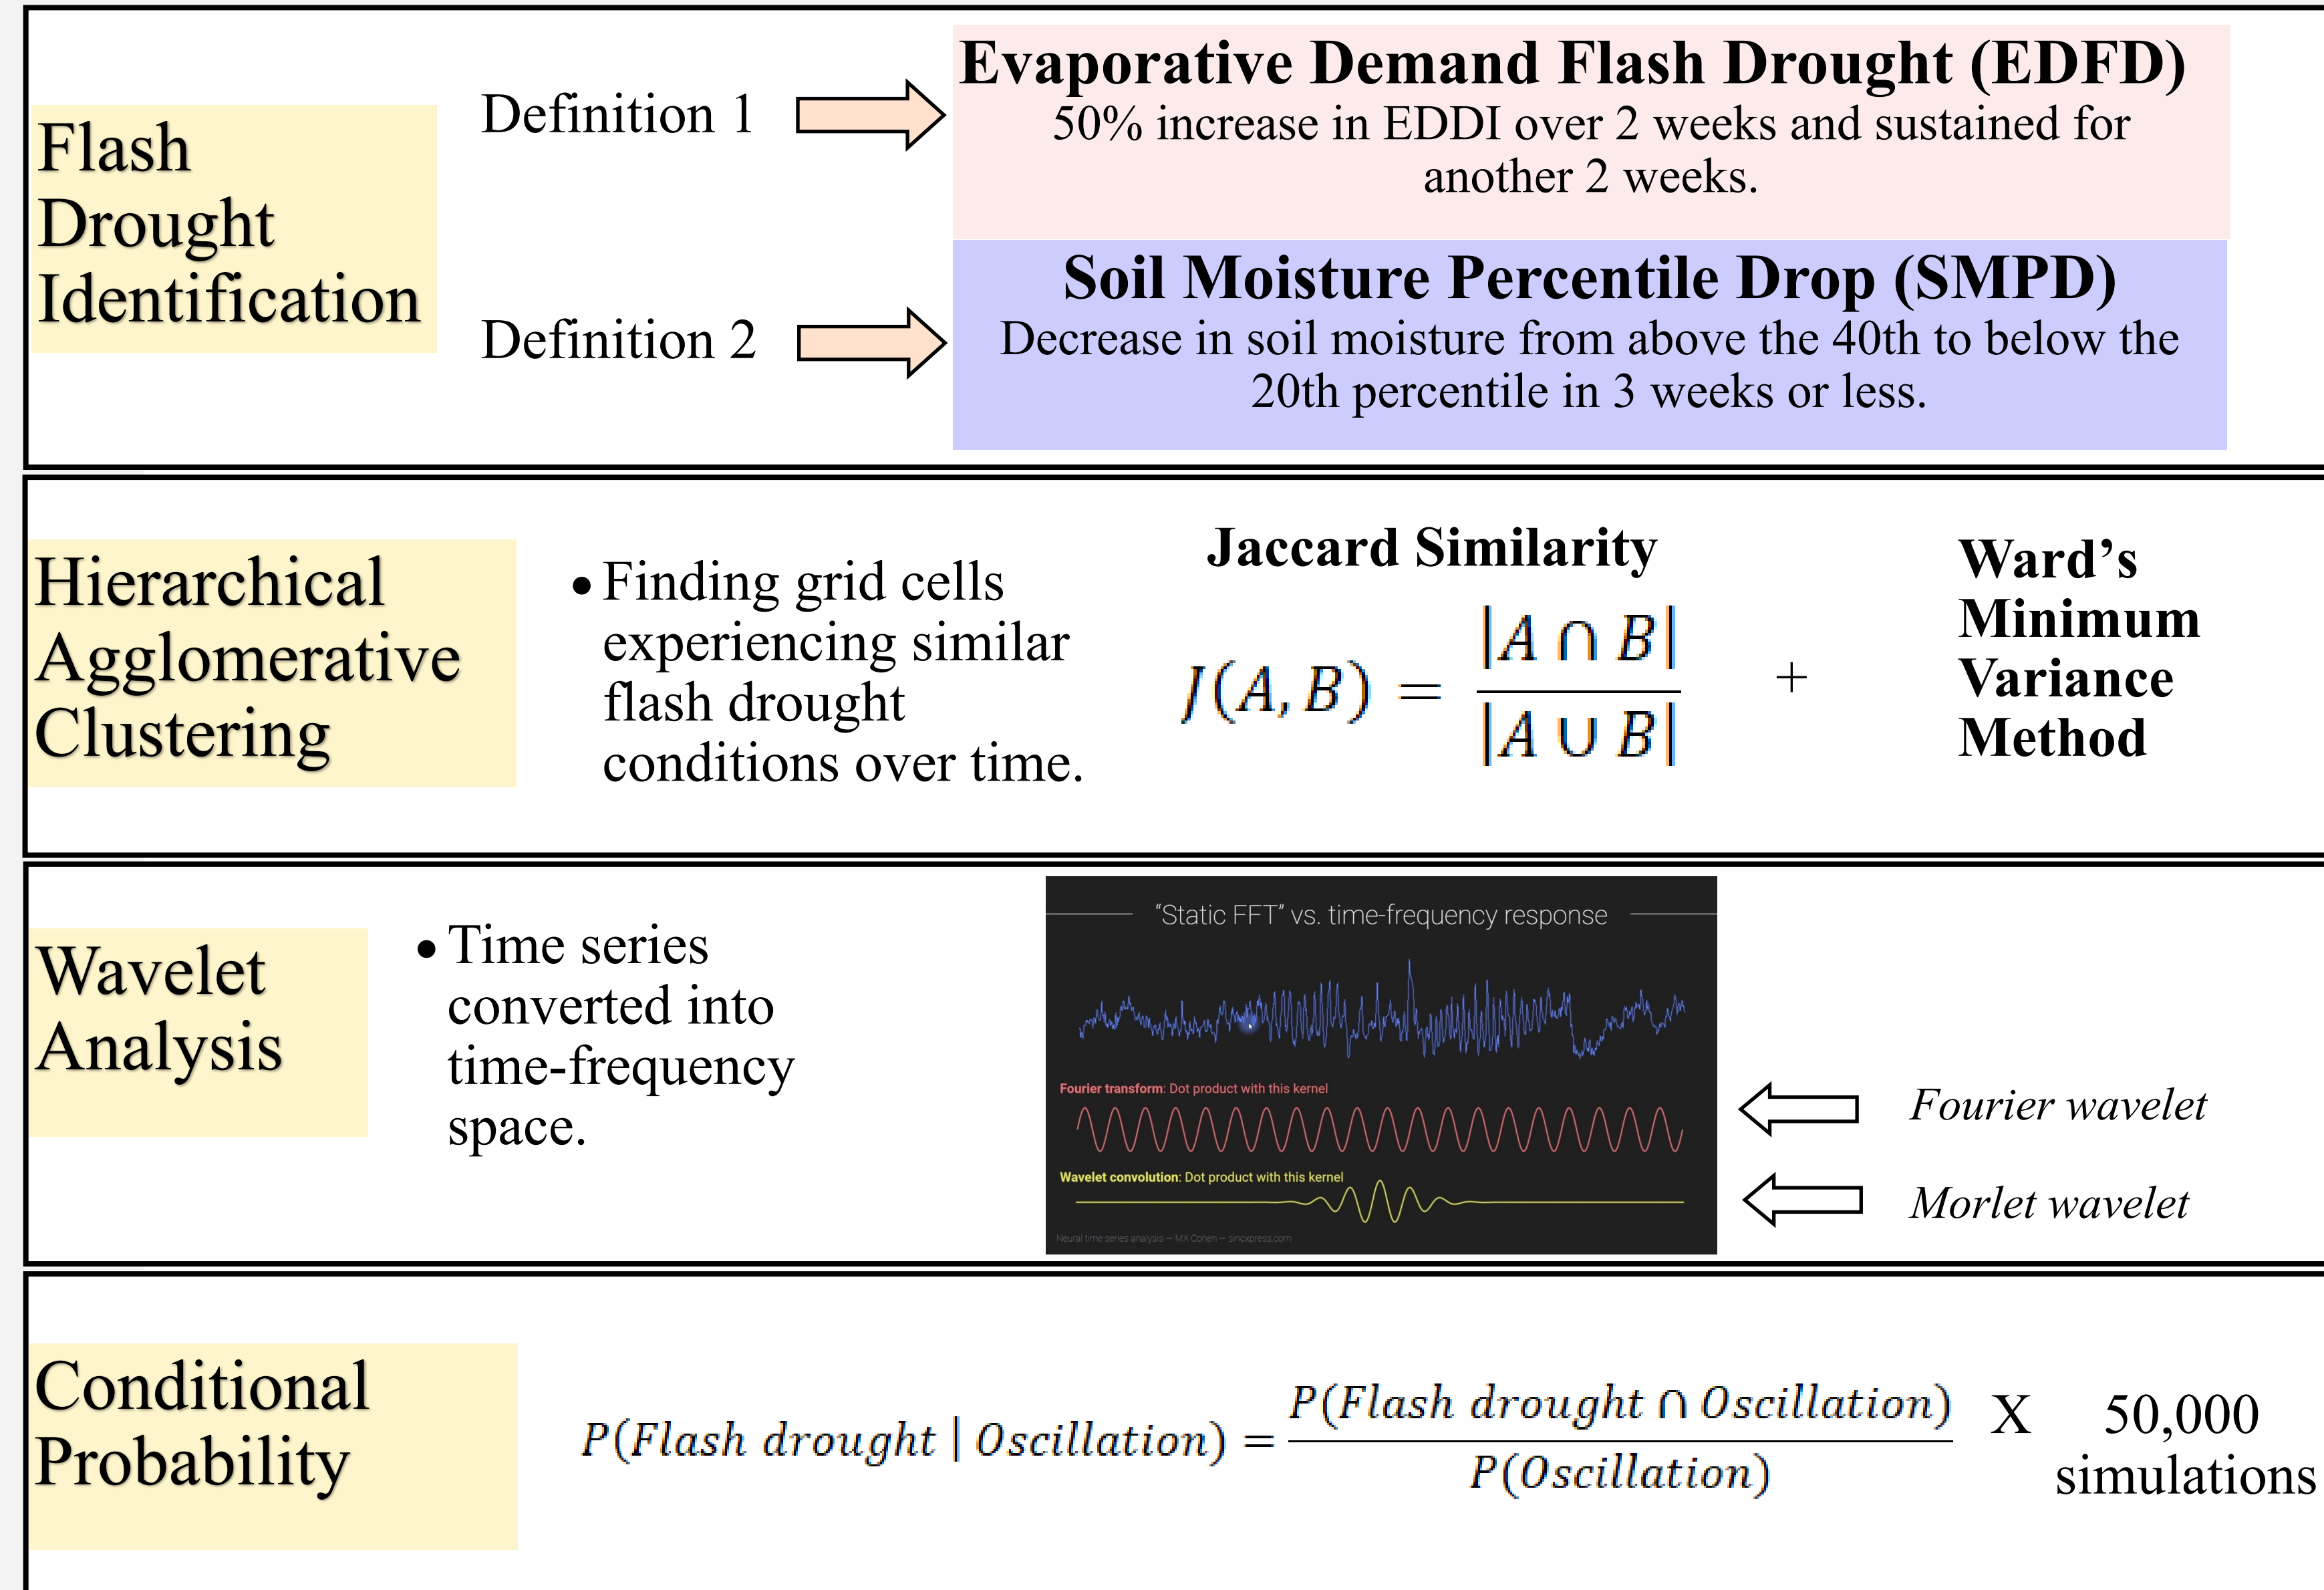 Flash
Drought
Identification
Definition 1
Evaporative Demand Flash Drought (EDFD)
50% increase in EDDI over 2 weeks and sustained for
another 2 weeks.
Definition 2
Soil Moisture Percentile Drop (SMPD)
Decrease in soil moisture from above the 40th to below the
20th percentile in 3 weeks or less.
Hierarchical
Agglomerative
Clustering
• Finding grid cells
experiencing similar
flash drought
conditions over time.
Jaccard Similarity
J(A, B) = |A ∩ B| / |A ∪ B|
+
Ward’s
Minimum
Variance
Method
Wavelet
Analysis
• Time series
converted into
time-frequency
space.
“Static FFT” vs. time-frequency response
Fourier transform: Dot product with this kernel
Wavelet convolution: Dot product with this kernel
Neural time series analysis — MX Cohen — sincxpress.com
Fourier wavelet
Morlet wavelet
Conditional
Probability
P(Flash drought | Oscillation) = P(Flash drought ∩ Oscillation) / P(Oscillation)
X
50,000
simulations